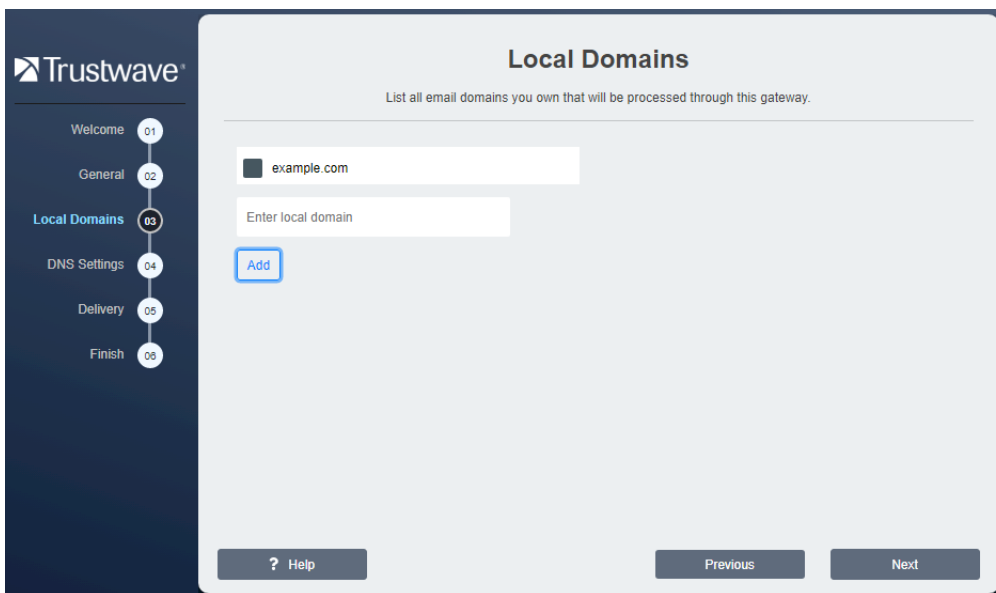 Trustwave®
Welcome 01
General 02
Local Domains 03
DNS Settings 04
Delivery 05
Finish 06
Local Domains
List all email domains you own that will be processed through this gateway.
example.com
Enter local domain
Add
? Help
Previous
Next